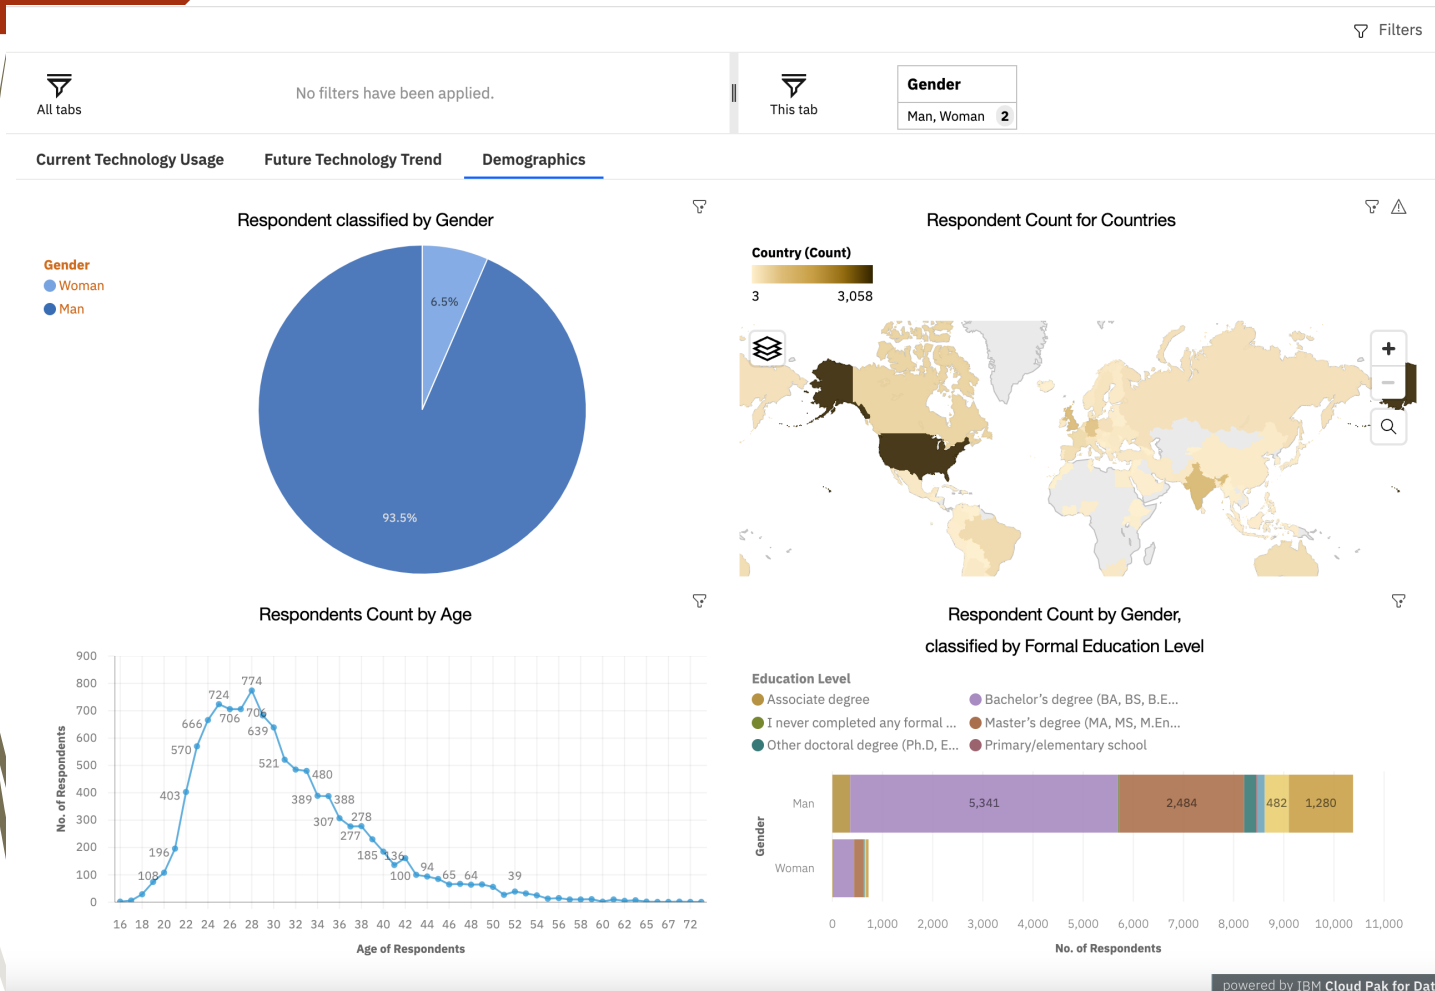 Filters
All tabs
No filters have been applied.
This tab
Gender
Man, Woman 2
Current Technology Usage
Future Technology Trend
Demographics
Respondent classified by Gender
Gender
Woman
Man
6.5%
93.5%
Respondent Count for Countries
Country (Count)
3
3,058
Respondents Count by Age
900
800
700
600
500
400
300
200
100
0
No. of Respondents
108
196
403
570
666
724
706
774
706
639
521
480
389
388
307
278
277
185
136
100
94
65
64
39
16 18 20 22 24 26 28 30 32 34 36 38 40 42 44 46 48 50 52 54 56 58 60 62 65 67 72
Age of Respondents
Respondent Count by Gender,
classified by Formal Education Level
Education Level
Associate degree
Bachelor's degree (BA, BS, B.E...
I never completed any formal ...
Master's degree (MA, MS, M.En...
Other doctoral degree (Ph.D, E...
Primary/elementary school
Gender
Man
5,341
2,484
482
1,280
Woman
0 1,000 2,000 3,000 4,000 5,000 6,000 7,000 8,000 9,000 10,000 11,000
No. of Respondents
powered by IBM Cloud Pak for Dat